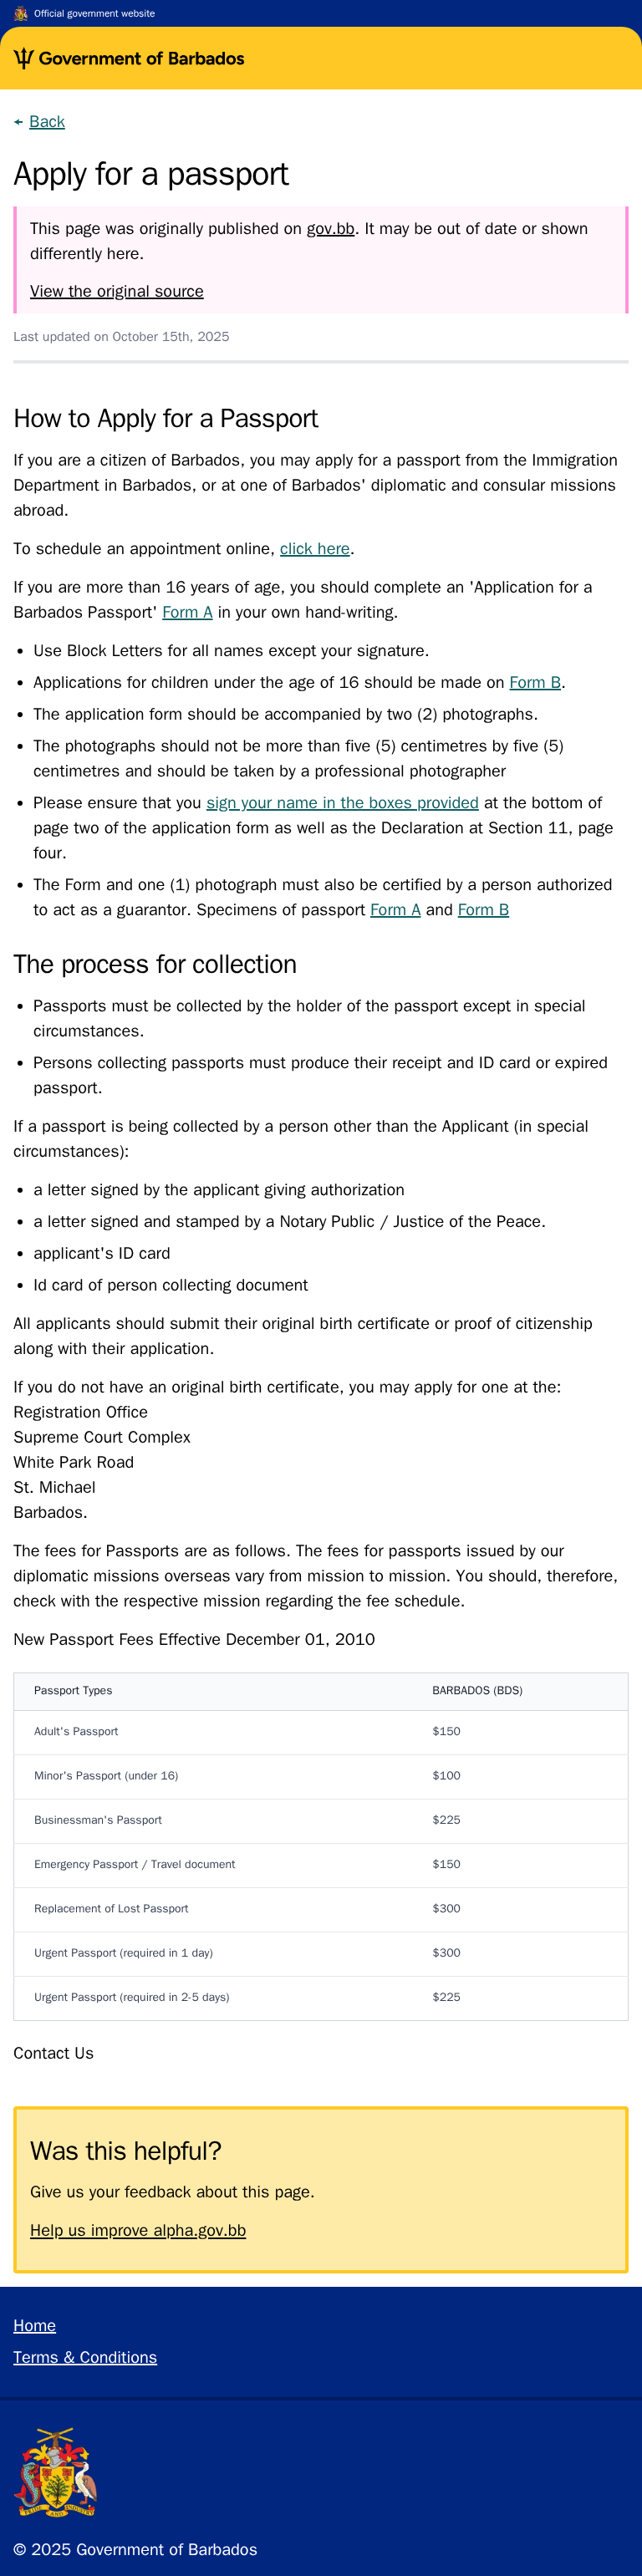 Official government website
Government of Barbados
← Back
Apply for a passport
This page was originally published on gov.bb. It may be out of date or shown
differently here.
View the original source
Last updated on October 15th, 2025
How to Apply for a Passport
If you are a citizen of Barbados, you may apply for a passport from the Immigration
Department in Barbados, or at one of Barbados' diplomatic and consular missions
abroad.
To schedule an appointment online, click here.
If you are more than 16 years of age, you should complete an 'Application for a
Barbados Passport' Form A in your own hand-writing.
• Use Block Letters for all names except your signature.
• Applications for children under the age of 16 should be made on Form B.
• The application form should be accompanied by two (2) photographs.
• The photographs should not be more than five (5) centimetres by five (5)
centimetres and should be taken by a professional photographer
• Please ensure that you sign your name in the boxes provided at the bottom of
page two of the application form as well as the Declaration at Section 11, page
four.
• The Form and one (1) photograph must also be certified by a person authorized
to act as a guarantor. Specimens of passport Form A and Form B
The process for collection
• Passports must be collected by the holder of the passport except in special
circumstances.
• Persons collecting passports must produce their receipt and ID card or expired
passport.
If a passport is being collected by a person other than the Applicant (in special
circumstances):
• a letter signed by the applicant giving authorization
• a letter signed and stamped by a Notary Public / Justice of the Peace.
• applicant's ID card
• Id card of person collecting document
All applicants should submit their original birth certificate or proof of citizenship
along with their application.
If you do not have an original birth certificate, you may apply for one at the:
Registration Office
Supreme Court Complex
White Park Road
St. Michael
Barbados.
The fees for Passports are as follows. The fees for passports issued by our
diplomatic missions overseas vary from mission to mission. You should, therefore,
check with the respective mission regarding the fee schedule.
New Passport Fees Effective December 01, 2010
Passport Types BARBADOS (BDS)
Adult's Passport $150
Minor's Passport (under 16) $100
Businessman's Passport $225
Emergency Passport / Travel document $150
Replacement of Lost Passport $300
Urgent Passport (required in 1 day) $300
Urgent Passport (required in 2-5 days) $225
Contact Us
Was this helpful?
Give us your feedback about this page.
Help us improve alpha.gov.bb
Home
Terms & Conditions
PRIDE AND INDUSTRY
© 2025 Government of Barbados